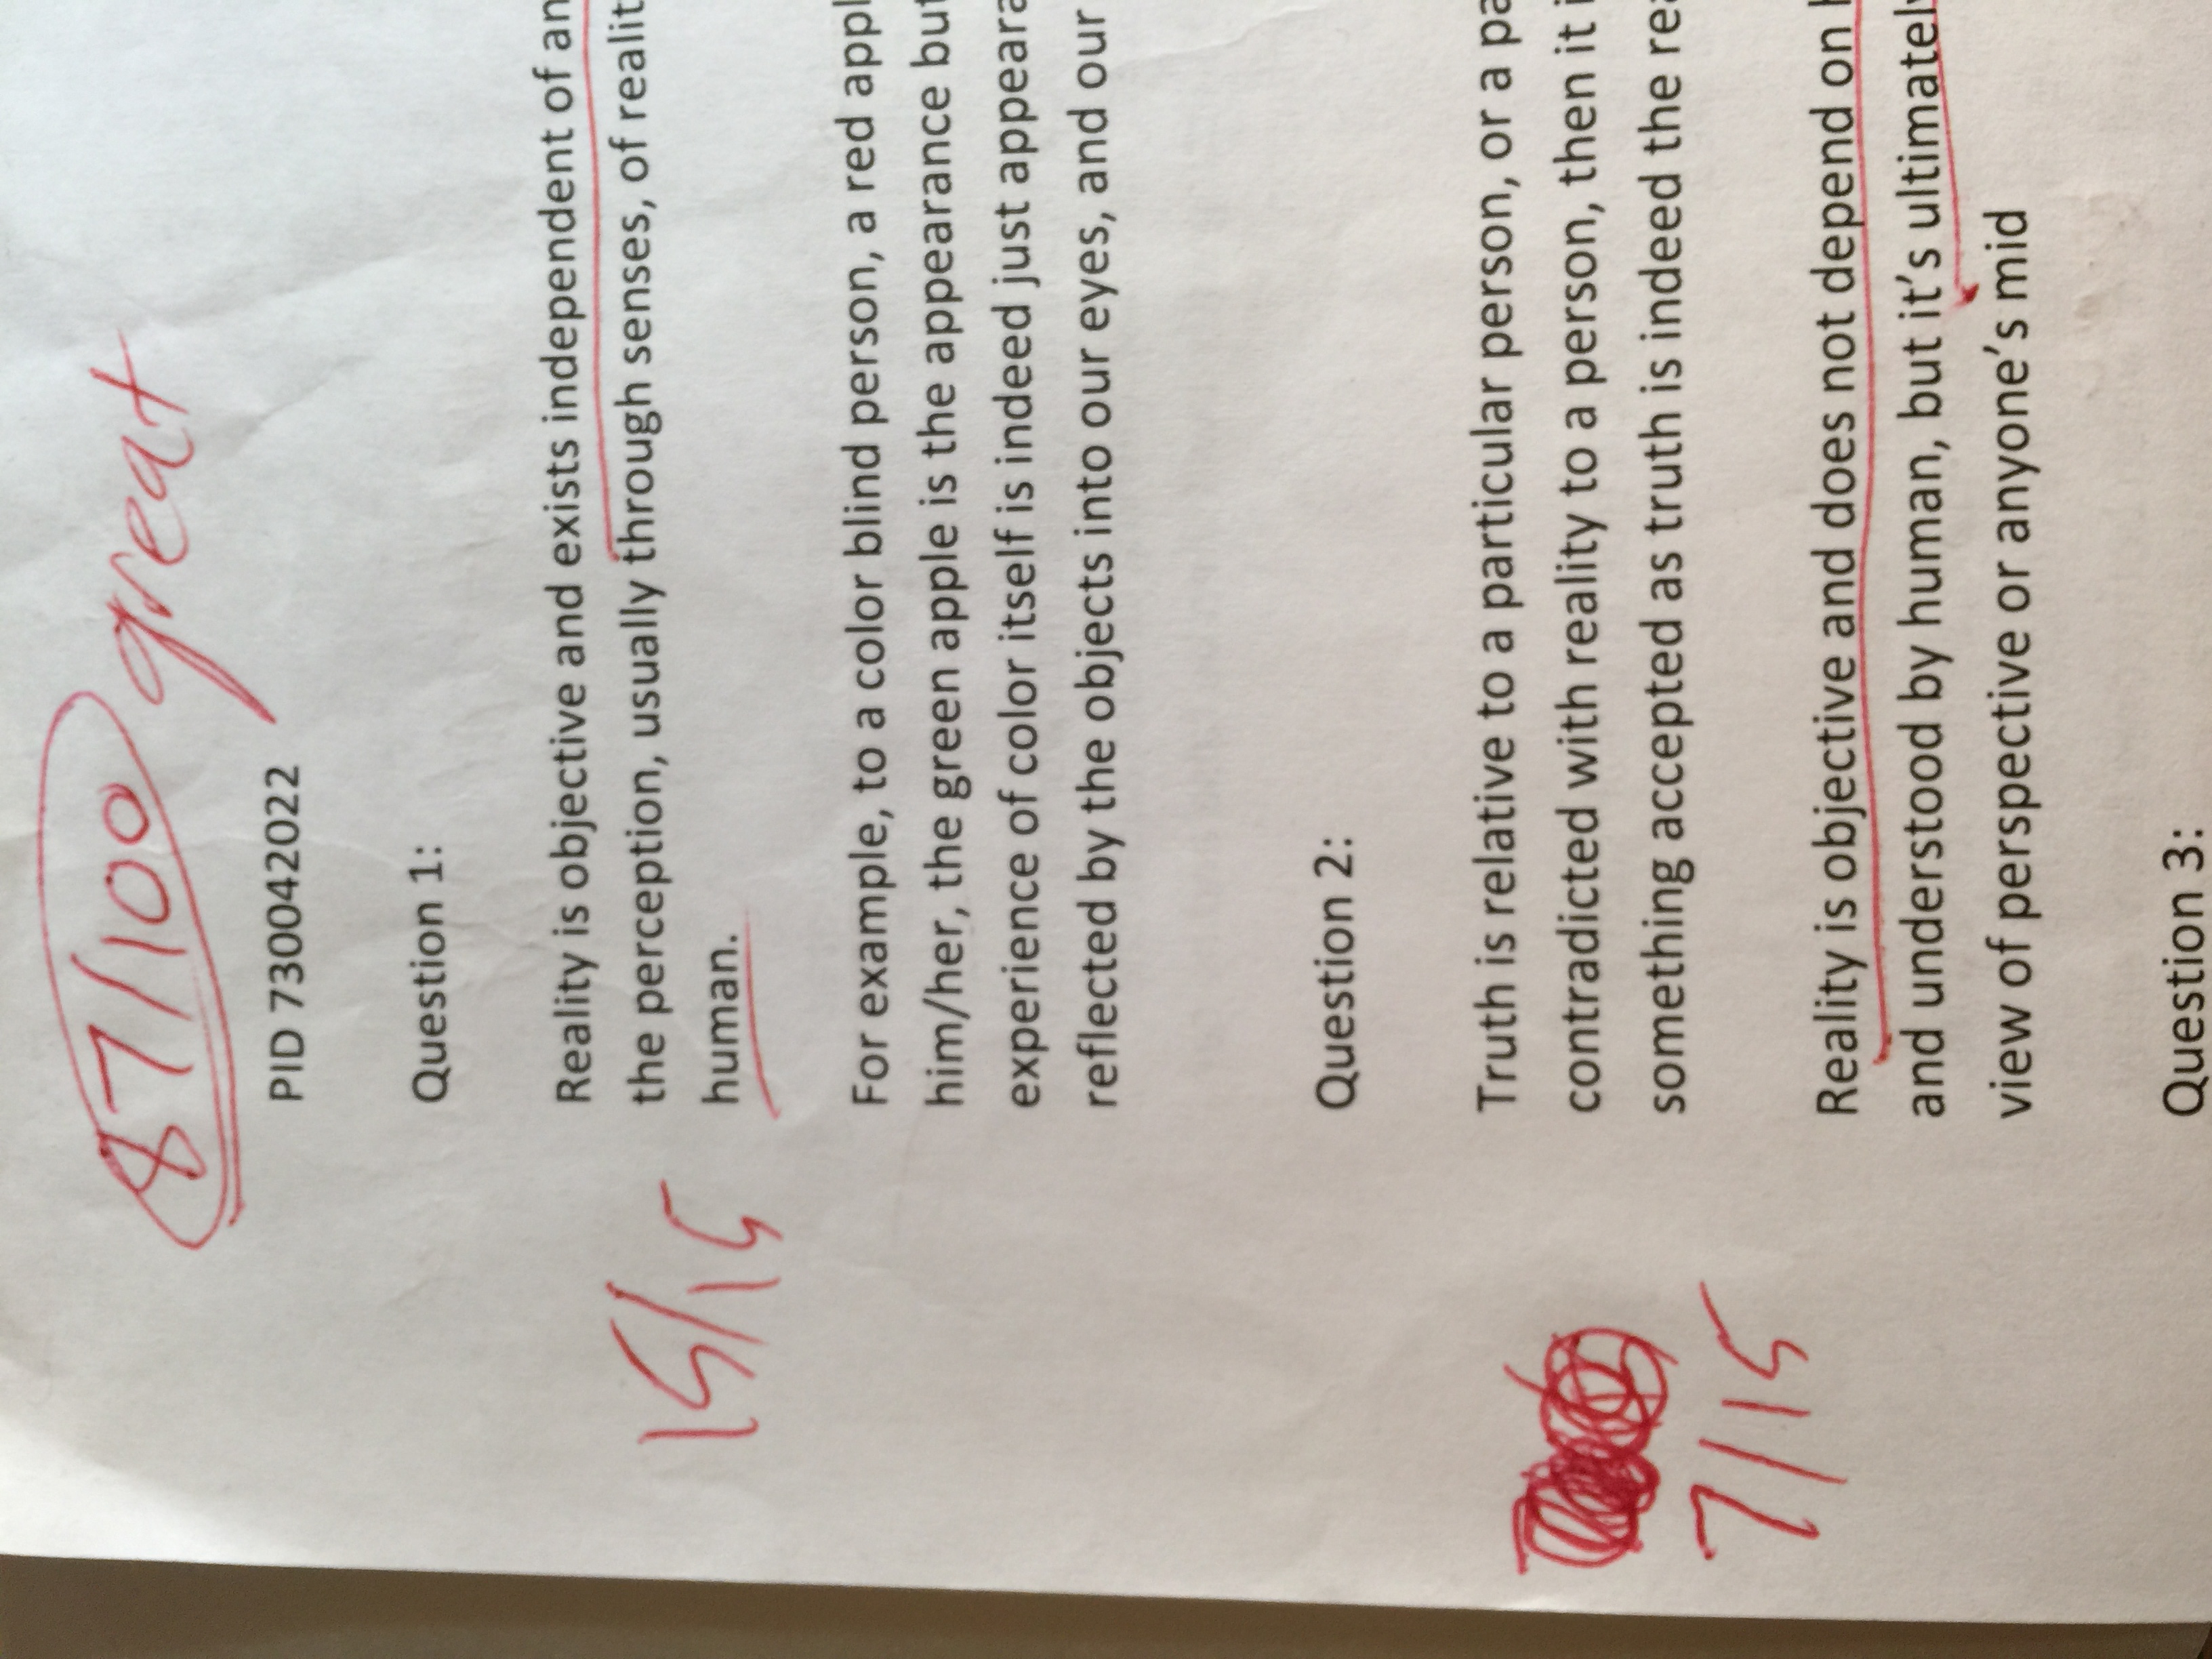 87/100 great
PID 730042022
Question 1:
Reality is objective and exists independent of an
the perception, usually through senses, of realit
15/15
human.
For example, to a color blind person, a red appl
him/her, the green apple is the appearance but
experience of color itself is indeed just appeara
reflected by the objects into our eyes, and our
Question 2:
Truth is relative to a particular person, or a pa
contradicted with reality to a person, then it i
something accepted as truth is indeed the rea
7/15
Reality is objective and does not depend on h
and understood by human, but it's ultimately
view of perspective or anyone's mid
Question 3: